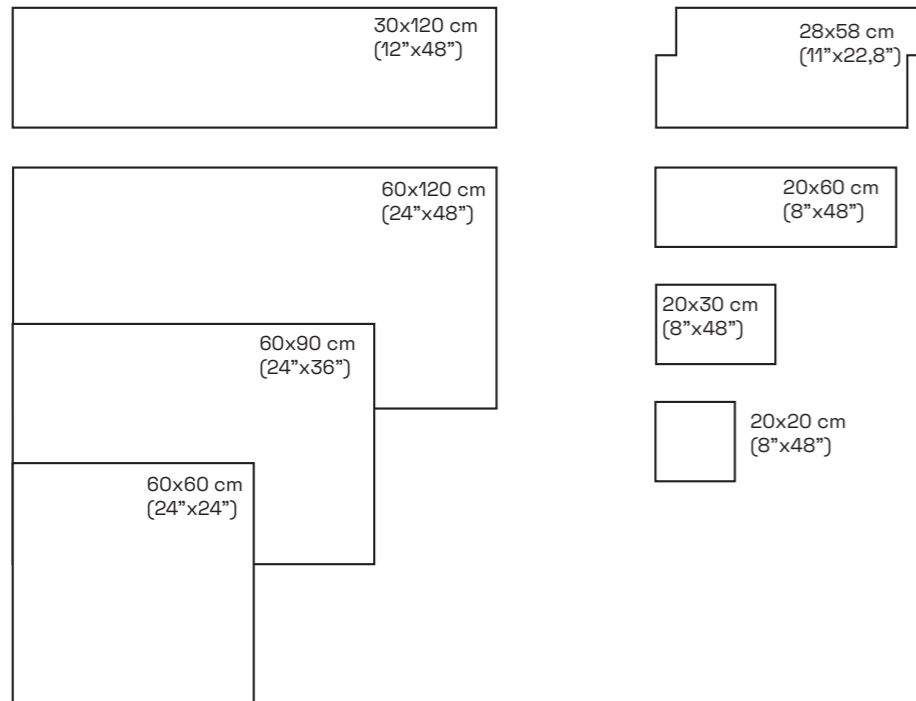 30x120 cm
(12”x48”)
60x120 cm
(24”x48”)
60x90 cm
(24”x36”)
60x60 cm
(24”x24”)
28x58 cm
(11”x22,8”)
20x60 cm
(8”x48”)
20x30 cm
(8”x48”)
20x20 cm
(8”x48”)